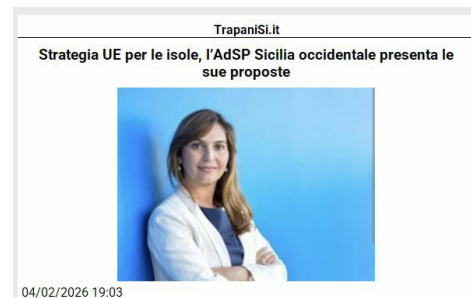 TrapaniSi.it
Strategia UE per le isole, l’AdSP Sicilia occidentale presenta le
sue proposte
04/02/2026 19:03